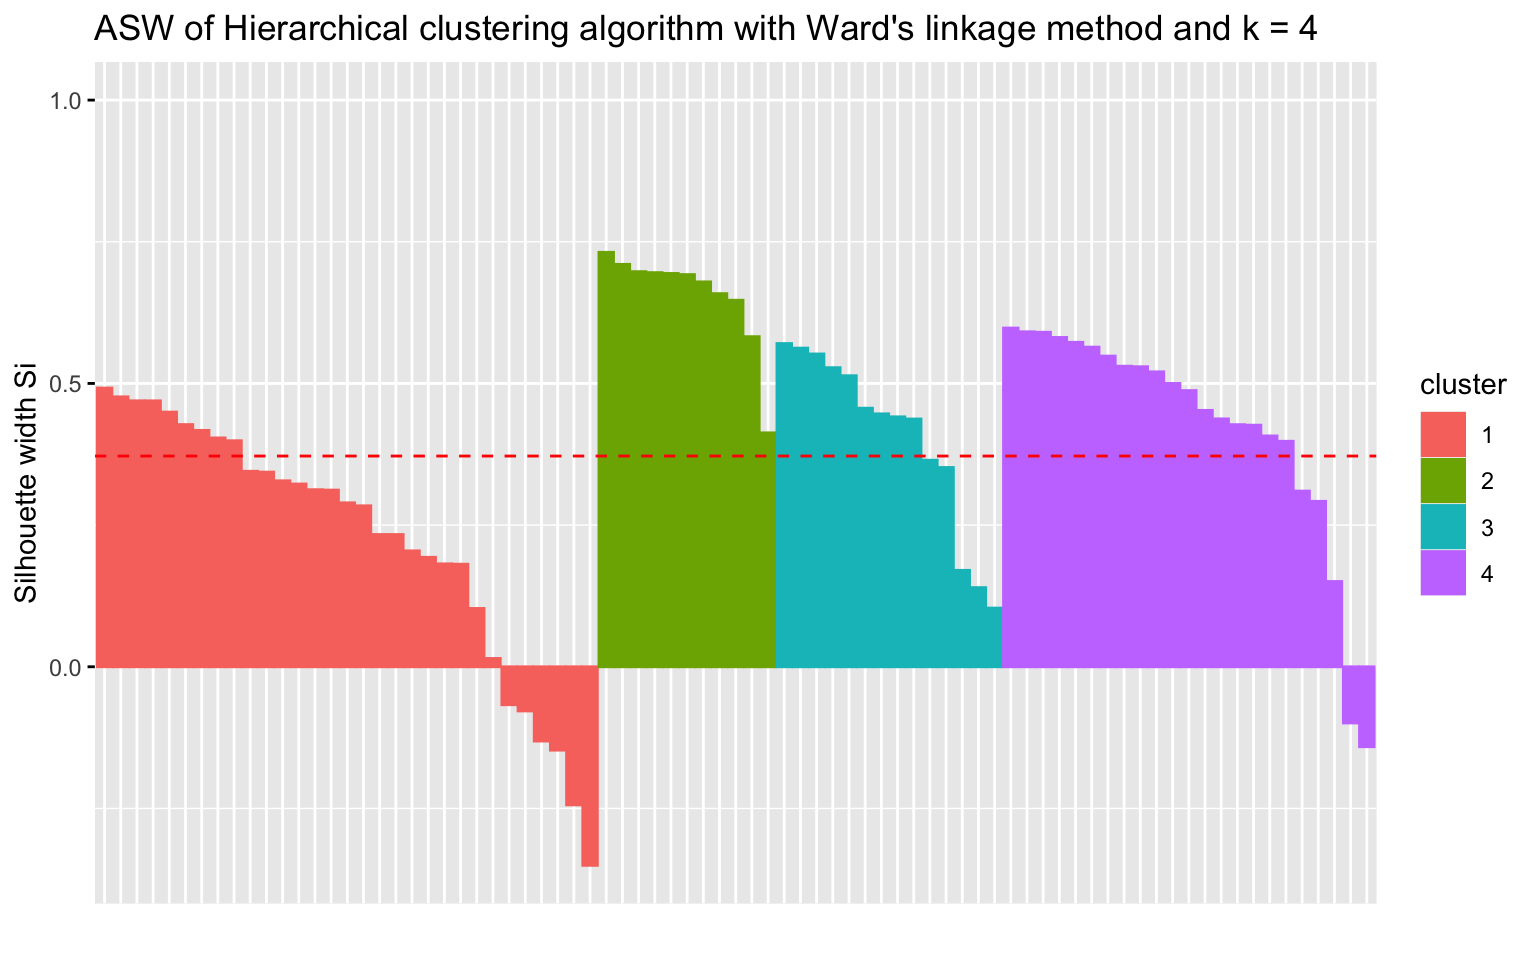 ASW of Hierarchical clustering algorithm with Ward's linkage method and k = 4
1.0
0.5
0.0
Silhouette width Si
cluster
1
2
3
4